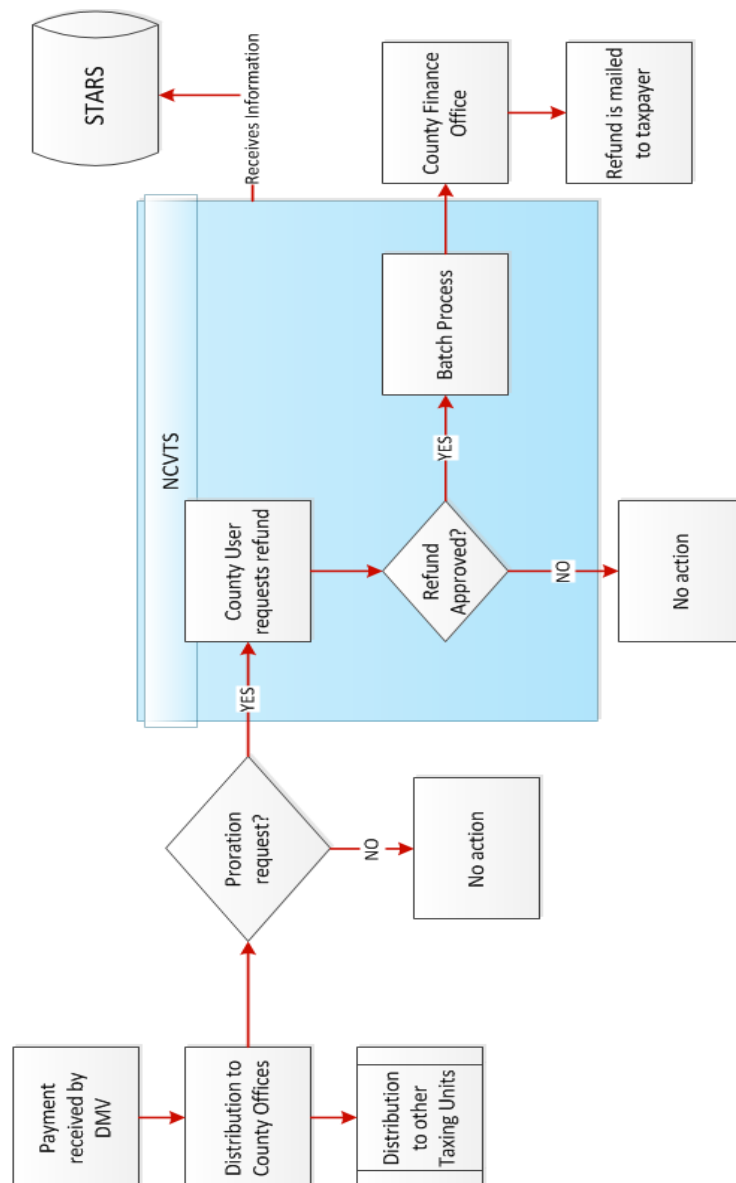 Payment
received by
DMV
Distribution to
County Offices
Distribution
to other
Taxing Units
Proration
request?
NO
No action
YES
NCVTS
County User
requests refund
Refund
Approved?
NO
No action
YES
Batch Process
County Finance
Office
Refund is mailed
to taxpayer
Receives Information
STARS